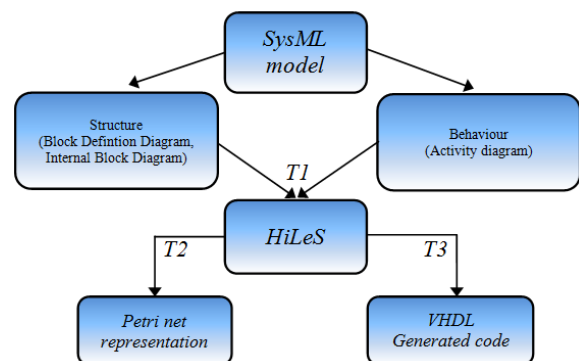 SysML
model
Structure
(Block Defintion Diagram,
Internal Block Diagram)
Behaviour
(Activity diagram)
T1
HiLeS
T2
T3
Petri net
representation
VHDL
Generated code